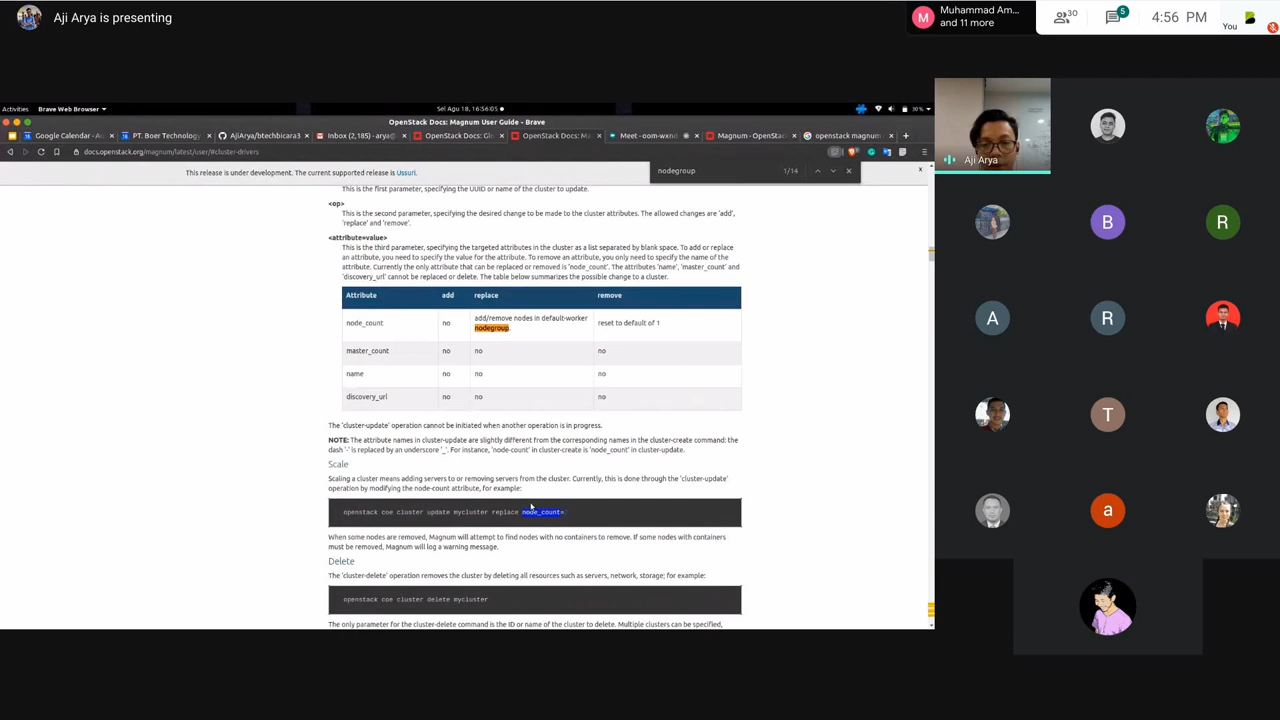 Aji Arya is presenting
M
Muhammad Am...
and 11 more
30
5
4:56 PM
You
Activities
Brave Web Browser
Sel Agu 18, 16:56:05
30 %
OpenStack Docs: Magnum User Guide - Brave
Google Calendar - Au
PT. Boer Technology
AjiArya/btechbicara3
Inbox (2,185) - arya@
OpenStack Docs: Glo
OpenStack Docs: Ma
Meet - oom-wxnd
Magnum - OpenStac
openstack magnum
docs.openstack.org/magnum/latest/user/#cluster-drivers
This release is under development. The current supported release is Ussuri.
x
nodegroup
1/14
This is the first parameter, specifying the UUID or name of the cluster to update.
<op>
This is the second parameter, specifying the desired change to be made to the cluster attributes. The allowed changes are 'add',
'replace' and 'remove'.
<attribute=value>
This is the third parameter, specifying the targeted attributes in the cluster as a list separated by blank space. To add or replace
an attribute, you need to specify the value for the attribute. To remove an attribute, you only need to specify the name of the
attribute. Currently the only attribute that can be replaced or removed is 'node_count'. The attributes 'name', 'master_count' and
'discovery_url' cannot be replaced or delete. The table below summarizes the possible change to a cluster.
Attribute add replace remove
node_count no add/remove nodes in default-worker nodegroup. reset to default of 1
master_count no no no
name no no no
discovery_url no no no
The 'cluster-update' operation cannot be initiated when another operation is in progress.
NOTE: The attribute names in cluster-update are slightly different from the corresponding names in the cluster-create command: the
dash '-' is replaced by an underscore '_'. For instance, 'node-count' in cluster-create is 'node_count' in cluster-update.
Scale
Scaling a cluster means adding servers to or removing servers from the cluster. Currently, this is done through the 'cluster-update'
operation by modifying the node-count attribute, for example:
openstack coe cluster update mycluster replace node_count=
When some nodes are removed, Magnum will attempt to find nodes with no containers to remove. If some nodes with containers
must be removed, Magnum will log a warning message.
Delete
The 'cluster-delete' operation removes the cluster by deleting all resources such as servers, network, storage; for example:
openstack coe cluster delete mycluster
The only parameter for the cluster-delete command is the ID or name of the cluster to delete. Multiple clusters can be specified,
Aji Arya
B
R
A
R
T
a